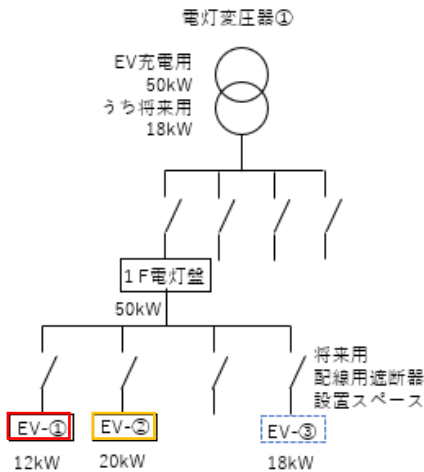 電灯変圧器①
EV充電用
50kW
うち将来用
18kW
1F電灯盤
50kW
将来用
配線用遮断器
設置スペース
EV-①
EV-②
EV-③
12kW
20kW
18kW